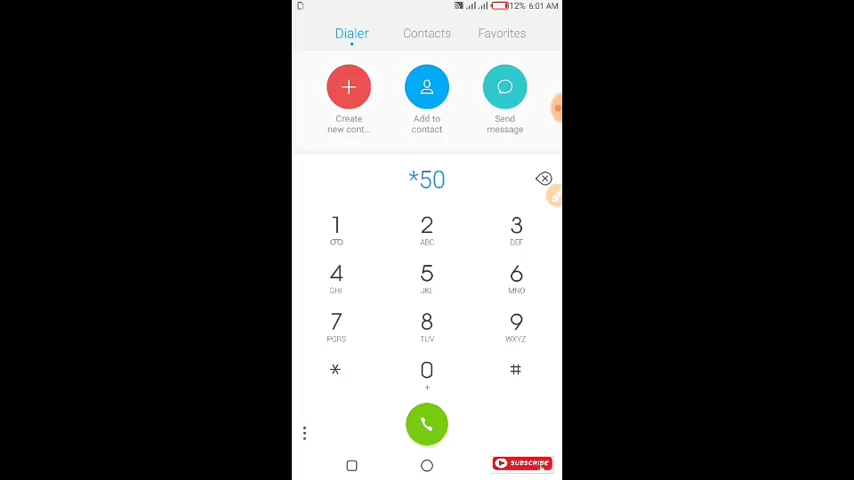 12% 6:01 AM
Dialer Contacts Favorites
Create
new cont...
Add to
contact
Send
message
*50
1 2 3
ABC DEF
4 5 6
GHI JKL MNO
7 8 9
PQRS TUV WXYZ
* 0 #
+
SUBSCRIBE